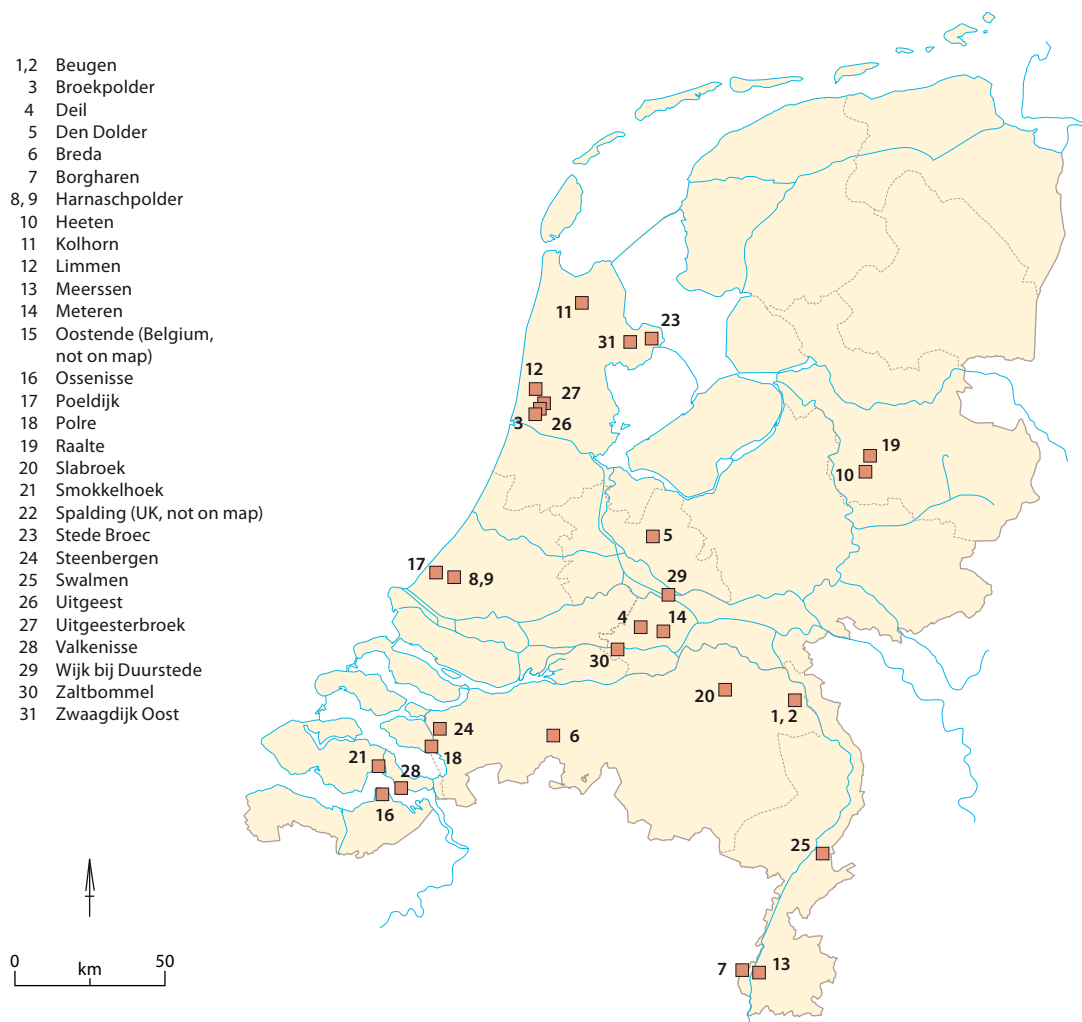 1,2 Beugen
3 Broekpolder
4 Deil
5 Den Dolder
6 Breda
7 Borgharen
8, 9 Harnaschpolder
10 Heeten
11 Kolhorn
12 Limmen
13 Meerssen
14 Meteren
15 Oostende (Belgium,
not on map)
16 Ossenisse
17 Poeldijk
18 Polre
19 Raalte
20 Slabroek
21 Smokkelhoek
22 Spalding (UK, not on map)
23 Stede Broec
24 Steenbergen
25 Swalmen
26 Uitgeest
27 Uitgeesterbroek
28 Valkenisse
29 Wijk bij Duurstede
30 Zaltbommel
31 Zwaagdijk Oost
0 km 50
11
23
31
12
27
3
26
19
10
5
17
8,9
29
4
14
30
20
1, 2
24
6
18
21
28
16
25
7
13